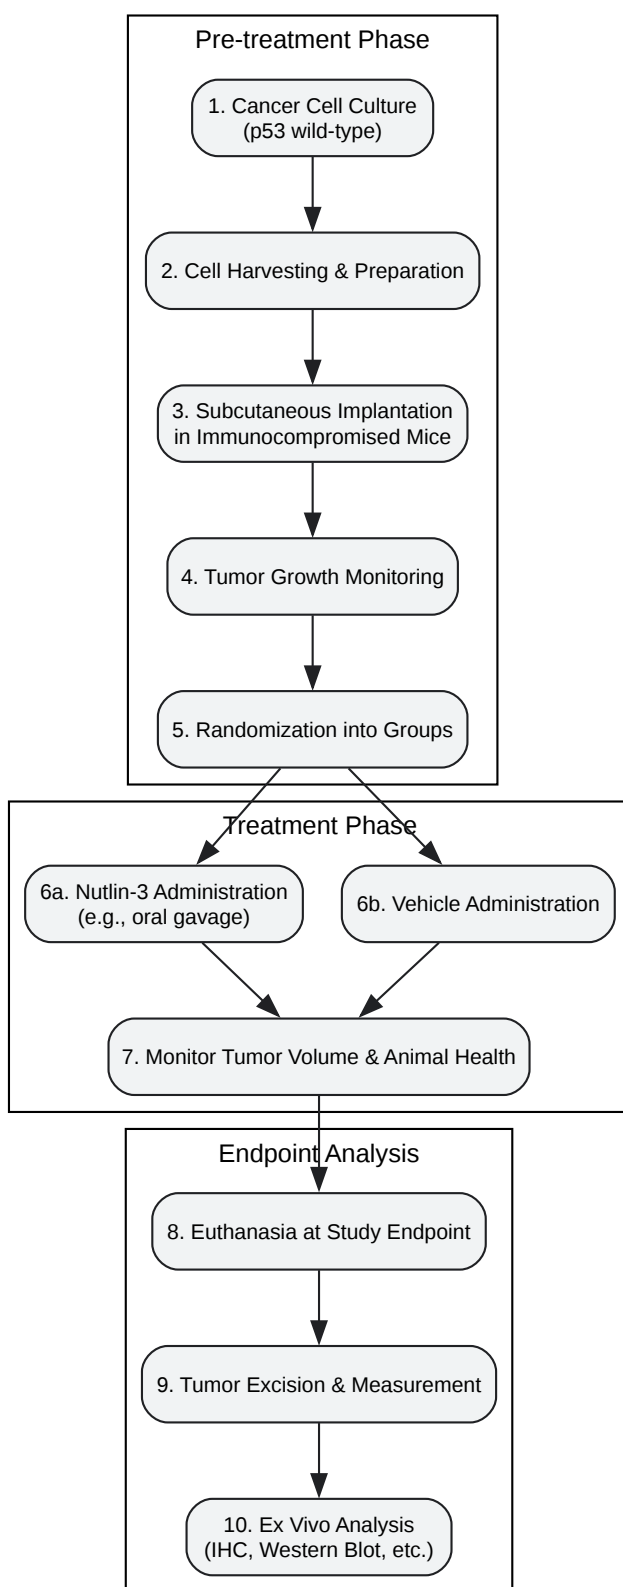 Pre-treatment Phase
1. Cancer Cell Culture
(p53 wild-type)
2. Cell Harvesting & Preparation
3. Subcutaneous Implantation
in Immunocompromised Mice
4. Tumor Growth Monitoring
5. Randomization into Groups
Treatment Phase
6a. Nutlin-3 Administration
(e.g., oral gavage)
6b. Vehicle Administration
7. Monitor Tumor Volume & Animal Health
Endpoint Analysis
8. Euthanasia at Study Endpoint
9. Tumor Excision & Measurement
10. Ex Vivo Analysis
(IHC, Western Blot, etc.)